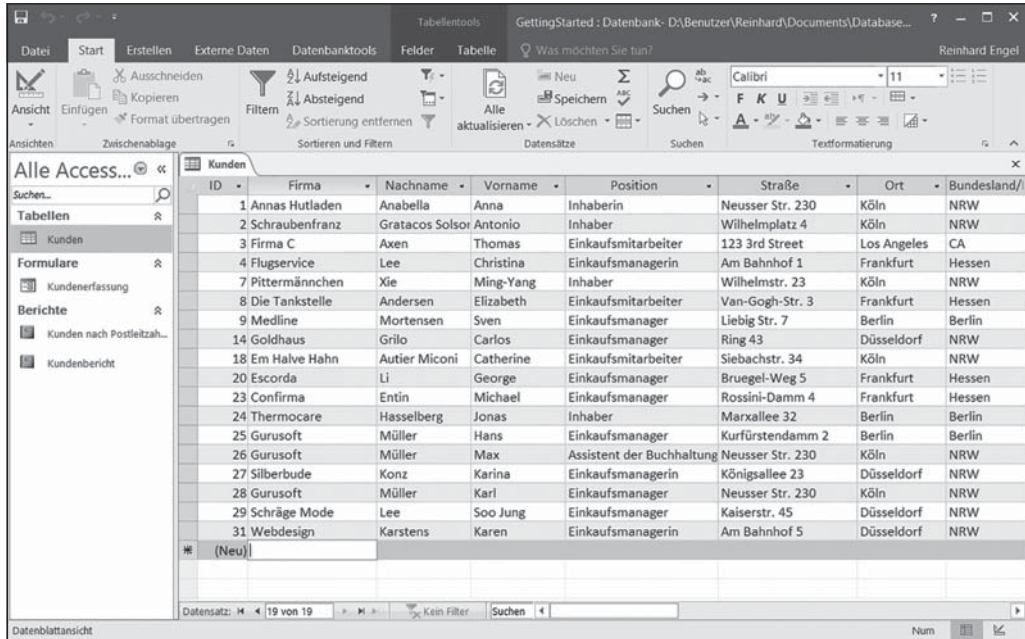 Tabellentools GettingStarted : Datenbank- D:\Benutzer\Reinhard\Documents\Database... ?
Datei Start Erstellen Externe Daten Datenbanktools Felder Tabelle Was möchten Sie tun? Reinhard Engel
Ansicht
Einfügen
Ausschneiden
Kopieren
Format übertragen
Filtern
Aufsteigend
Absteigend
Sortierung entfernen
Alle aktualisieren
Neu
Speichern
Löschen
Suchen
Calibri 11
F K U
Ansichten Zwischenablage Sortieren und Filtern Datensätze Suchen Textformatierung
Alle Access...
Suchen...
Tabellen
Kunden
Formulare
Kundenerfassung
Berichte
Kunden nach Postleitzah...
Kundenbericht
Kunden
ID Firma Nachname Vorname Position Straße Ort Bundesland/
1 Annas Hutladen Anabella Anna Inhaberin Neusser Str. 230 Köln NRW
2 Schraubenfranz Gratacos Solsor Antonio Inhaber Wilhelmplatz 4 Köln NRW
3 Firma C Axen Thomas Einkaufsmitarbeiter 123 3rd Street Los Angeles CA
4 Flugservice Lee Christina Einkaufsmanagerin Am Bahnhof 1 Frankfurt Hessen
7 Pittermännchen Xie Ming-Yang Inhaber Wilhelmstr. 23 Köln NRW
8 Die Tankstelle Andersen Elizabeth Einkaufsmitarbeiter Van-Gogh-Str. 3 Frankfurt Hessen
9 Medline Mortensen Sven Einkaufsmanager Liebig Str. 7 Berlin Berlin
14 Goldhaus Grilo Carlos Einkaufsmanager Ring 43 Düsseldorf NRW
18 Em Halve Hahn Autier Miconi Catherine Einkaufsmitarbeiter Siebachstr. 34 Köln NRW
20 Escorda Li George Einkaufsmanager Bruegel-Weg 5 Frankfurt Hessen
23 Confirma Entin Michael Einkaufsmanager Rossini-Damm 4 Frankfurt Hessen
24 Thermocare Hasselberg Jonas Inhaber Marxallee 32 Berlin Berlin
25 Gurusoft Müller Hans Einkaufsmanager Kurfürstendamm 2 Berlin Berlin
26 Gurusoft Müller Max Assistent der Buchhaltung Neusser Str. 230 Köln NRW
27 Silberbude Konz Karina Einkaufsmanagerin Königsallee 23 Düsseldorf NRW
28 Gurusoft Müller Karl Einkaufsmanager Neusser Str. 230 Köln NRW
29 Schräge Mode Lee Soo Jung Einkaufsmanager Kaiserstr. 45 Düsseldorf NRW
31 Webdesign Karstens Karen Einkaufsmanagerin Am Bahnhof 5 Düsseldorf NRW
(Neu)
Datensatz: 19 von 19 Kein Filter Suchen
Datenblattansicht Num